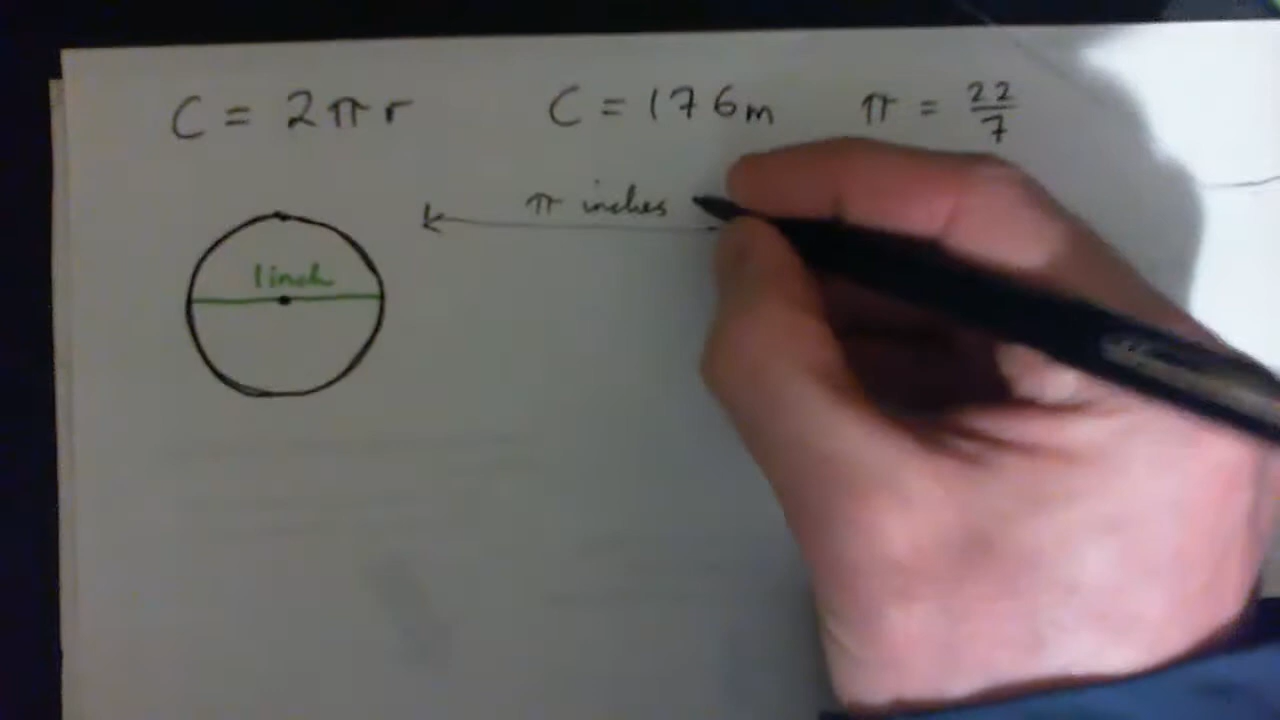 C = 2πr C = 176m π = 22/7
π inches
1 inch